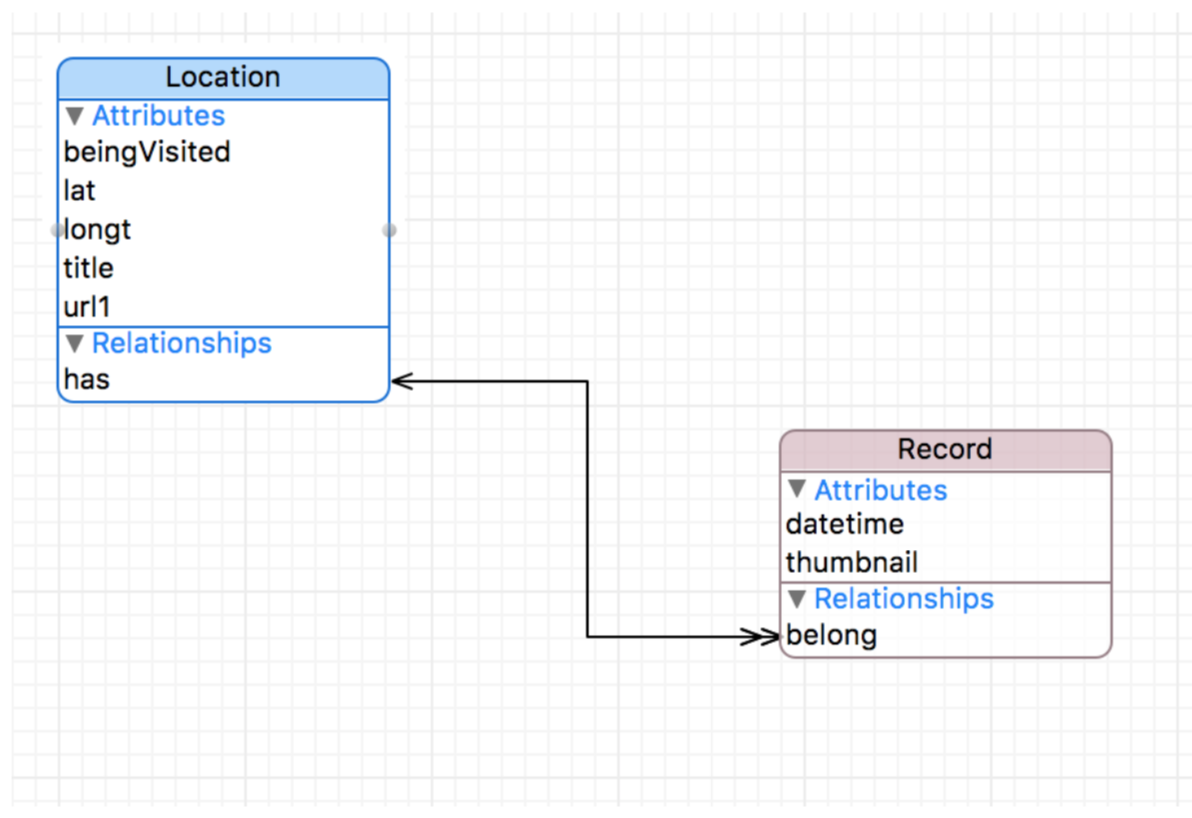 Location
Attributes
beingVisited
lat
longt
title
url1
Relationships
has
Record
Attributes
datetime
thumbnail
Relationships
belong